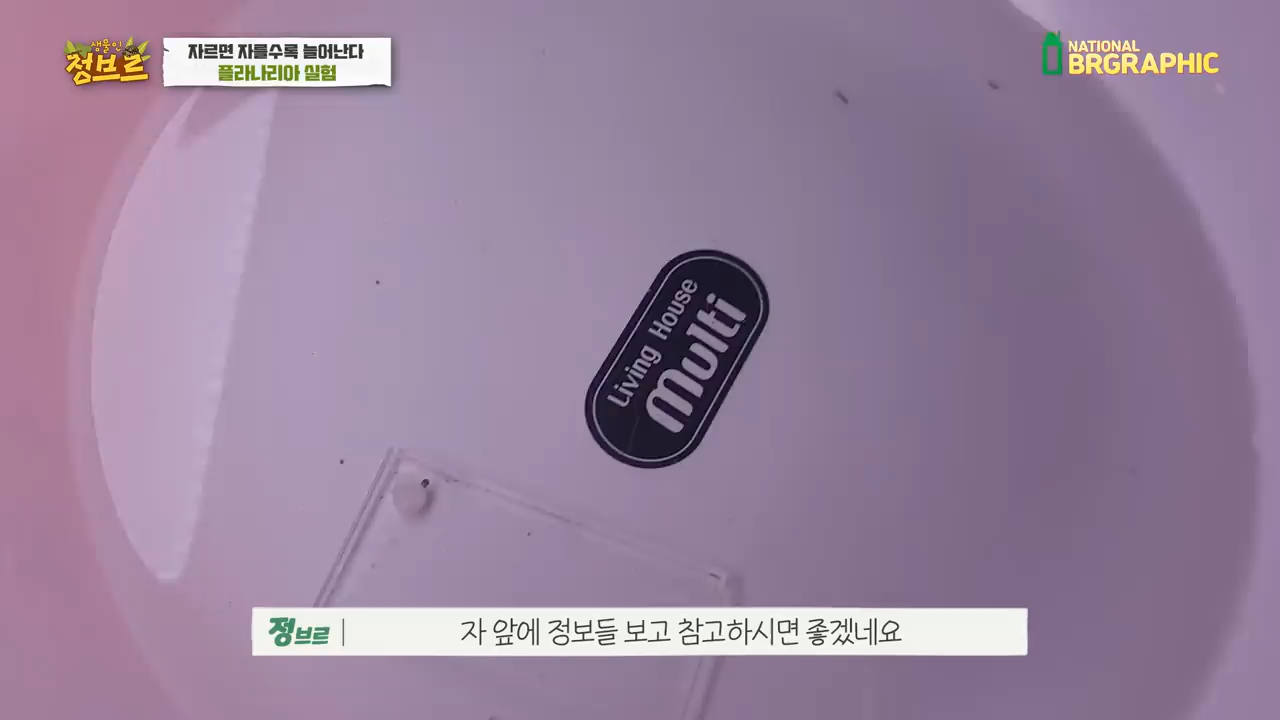 생물인
정브르
자르면 자를수록 늘어난다
플라나리아 실험
NATIONAL
BRGRAPHIC
Living House
Multi
정브르
자 앞에 정보들 보고 참고하시면 좋겠네요